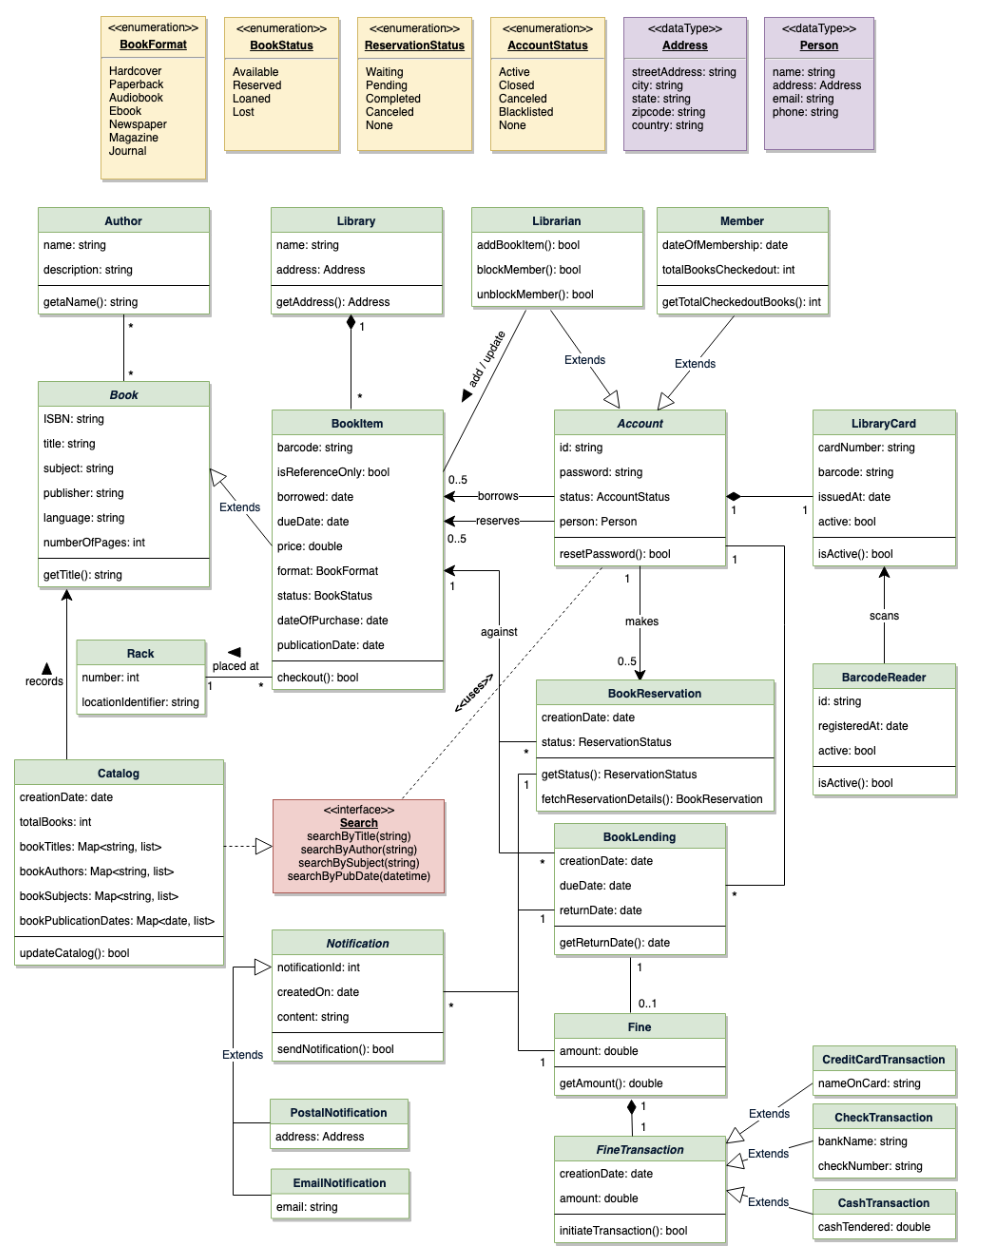 <<enumeration>>
BookFormat
Hardcover
Paperback
Audiobook
Ebook
Newspaper
Magazine
Journal
<<enumeration>>
BookStatus
Available
Reserved
Loaned
Lost
<<enumeration>>
ReservationStatus
Waiting
Pending
Completed
Canceled
None
<<enumeration>>
AccountStatus
Active
Closed
Canceled
Blacklisted
None
<<dataType>>
Address
streetAddress: string
city: string
state: string
zipcode: string
country: string
<<dataType>>
Person
name: string
address: Address
email: string
phone: string
Author
name: string
description: string
getaName(): string
*
*
Library
name: string
address: Address
getAddress(): Address
1
*
Librarian
addBookItem(): bool
blockMember(): bool
unblockMember(): bool
add / update
Extends
Member
dateOfMembership: date
totalBooksCheckedout: int
getTotalCheckedoutBooks(): int
Extends
Book
ISBN: string
title: string
subject: string
publisher: string
language: string
numberOfPages: int
getTitle(): string
Extends
BookItem
barcode: string
isReferenceOnly: bool
borrowed: date
dueDate: date
price: double
format: BookFormat
status: BookStatus
dateOfPurchase: date
publicationDate: date
checkout(): bool
0..5
borrows
reserves
0..5
1
against
Account
id: string
password: string
status: AccountStatus
person: Person
resetPassword(): bool
1
1
1
1
makes
0..5
LibraryCard
cardNumber: string
barcode: string
issuedAt: date
active: bool
isActive(): bool
scans
BarcodeReader
id: string
registeredAt: date
active: bool
isActive(): bool
Rack
number: int
locationIdentifier: string
placed at
1
*
records
<<uses>>
BookReservation
creationDate: date
status: ReservationStatus
getStatus(): ReservationStatus
fetchReservationDetails(): BookReservation
*
1
Catalog
creationDate: date
totalBooks: int
bookTitles: Map<string, list>
bookAuthors: Map<string, list>
bookSubjects: Map<string, list>
bookPublicationDates: Map<date, list>
updateCatalog(): bool
<<interface>>
Search
searchByTitle(string)
searchByAuthor(string)
searchBySubject(string)
searchByPubDate(datetime)
BookLending
creationDate: date
dueDate: date
returnDate: date
getReturnDate(): date
*
*
1
1
0..1
Notification
notificationId: int
createdOn: date
content: string
sendNotification(): bool
*
Extends
Fine
amount: double
getAmount(): double
1
1
1
PostalNotification
address: Address
EmailNotification
email: string
FineTransaction
creationDate: date
amount: double
initiateTransaction(): bool
Extends
Extends
Extends
CreditCardTransaction
nameOnCard: string
CheckTransaction
bankName: string
checkNumber: string
CashTransaction
cashTendered: double